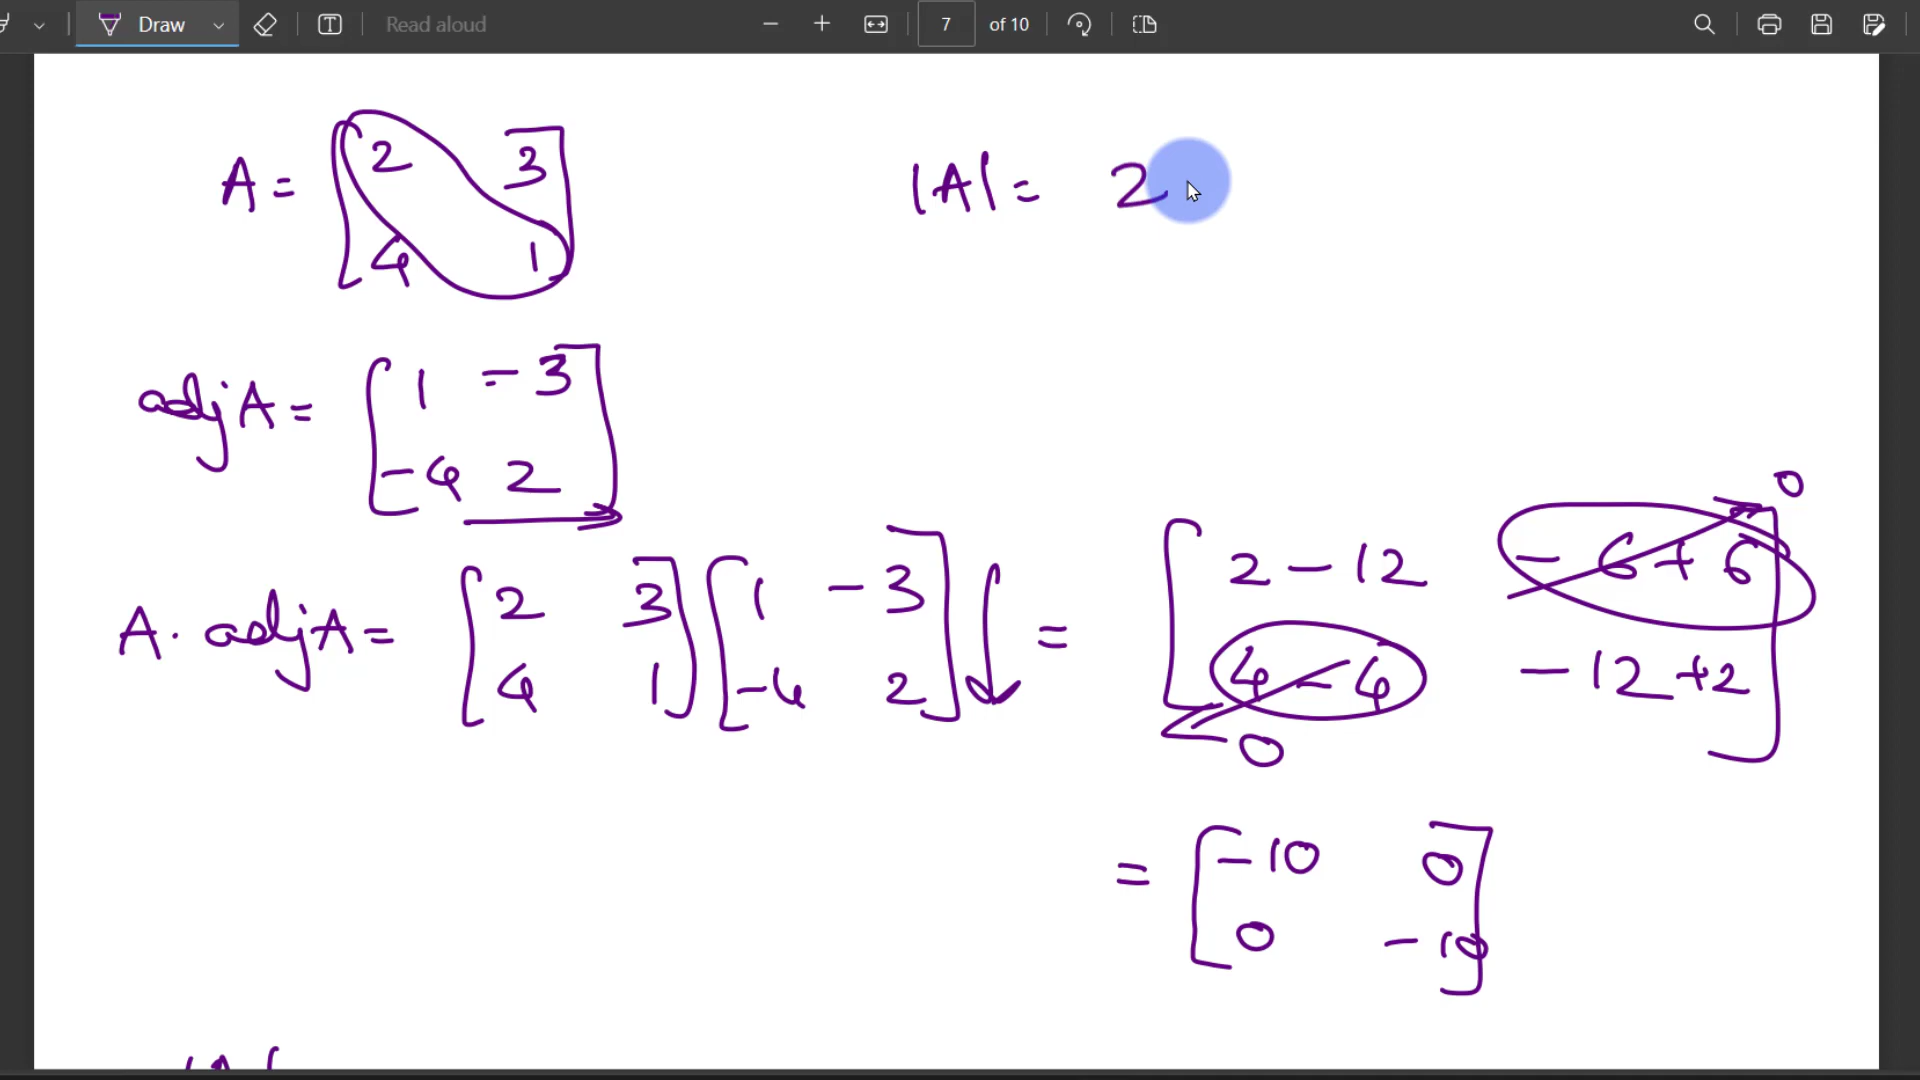 Draw Read aloud 7 of 10
A = [ 2 3
4 1 ]
|A| = 2
adj A = [ 1 - 3
- 4 2 ]
0
A . adj A = [ 2 3 ] [ 1 - 3 ] = [ 2 - 12 - 6 + 6
4 1 - 4 2 4 - 4 - 12 + 2 ]
0
= [ - 10 0
0 - 10 ]